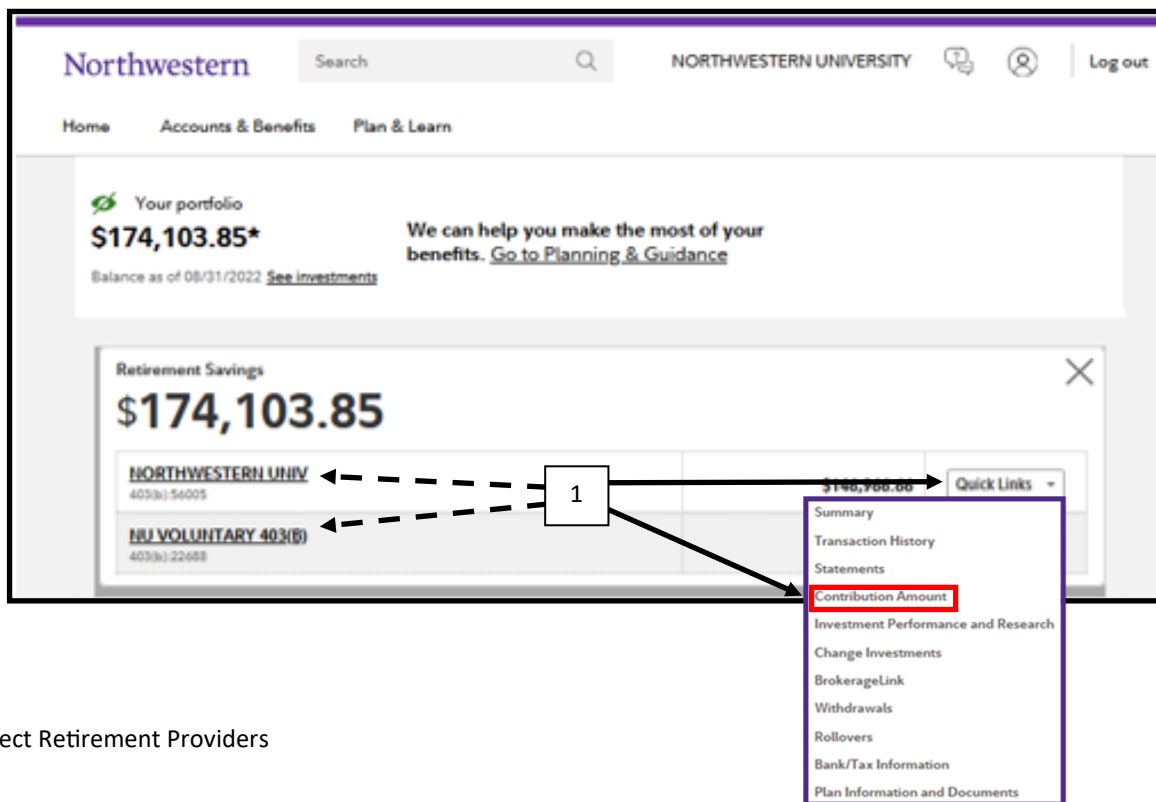 Northwestern Search NORTHWESTERN UNIVERSITY Log out
Home Accounts & Benefits Plan & Learn
Your portfolio
$174,103.85*
Balance as of 08/31/2022 See investments
We can help you make the most of your
benefits. Go to Planning & Guidance
Retirement Savings
$174,103.85
NORTHWESTERN UNIV
403(b):56005
1
$146,966.66 Quick Links
NU VOLUNTARY 403(B)
403(b):22688
Summary
Transaction History
Statements
Contribution Amount
Investment Performance and Research
Change Investments
BrokerageLink
Withdrawals
Rollovers
Bank/Tax Information
Plan Information and Documents
ect Retirement Providers